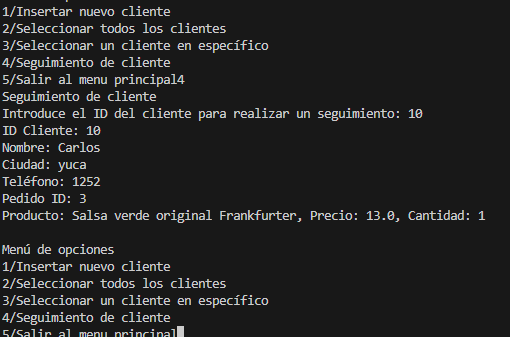 1/Insertar nuevo cliente
2/Seleccionar todos los clientes
3/Seleccionar un cliente en específico
4/Seguimiento de cliente
5/Salir al menu principal4
Seguimiento de cliente
Introduce el ID del cliente para realizar un seguimiento: 10
ID Cliente: 10
Nombre: Carlos
Ciudad: yuca
Teléfono: 1252
Pedido ID: 3
Producto: Salsa verde original Frankfurter, Precio: 13.0, Cantidad: 1

Menú de opciones
1/Insertar nuevo cliente
2/Seleccionar todos los clientes
3/Seleccionar un cliente en específico
4/Seguimiento de cliente
5/Salir al menu principal